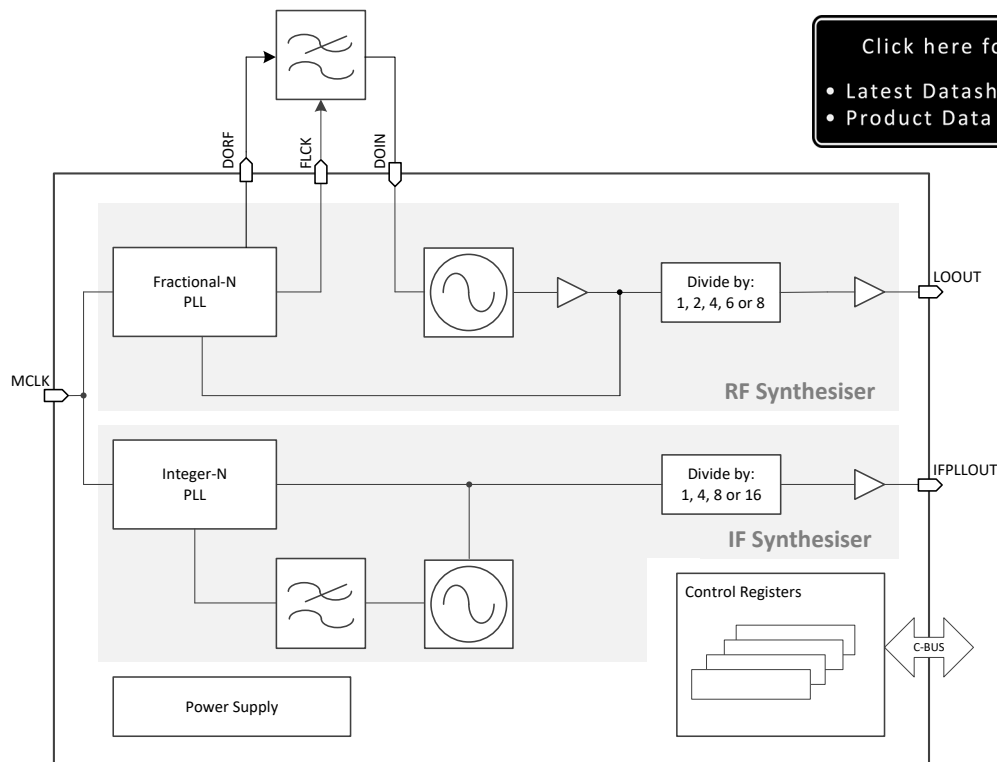 Click here fo
• Latest Datash
• Product Data
DORF
FLCK
DOIN
Fractional-N
PLL
Divide by:
1, 2, 4, 6 or 8
LOOUT
MCLK
RF Synthesiser
Integer-N
PLL
Divide by:
1, 4, 8 or 16
IFPLLOUT
IF Synthesiser
Control Registers
C-BUS
Power Supply